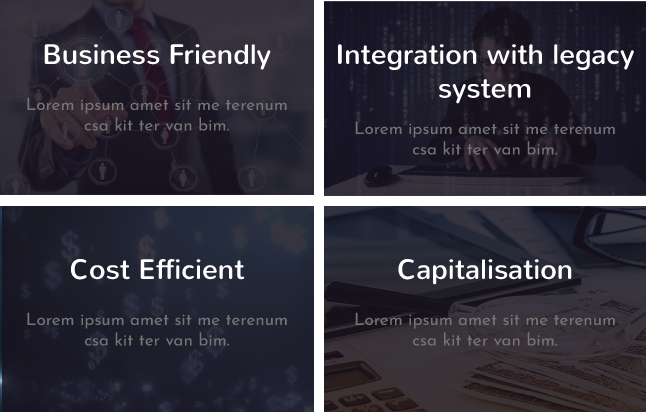 Business Friendly
Lorem ipsum amet sit me terenum
csa kit ter van bim.
Integration with legacy
system
Lorem ipsum amet sit me terenum
csa kit ter van bim.
Cost Efficient
Lorem ipsum amet sit me terenum
csa kit ter van bim.
Capitalisation
Lorem ipsum amet sit me terenum
csa kit ter van bim.